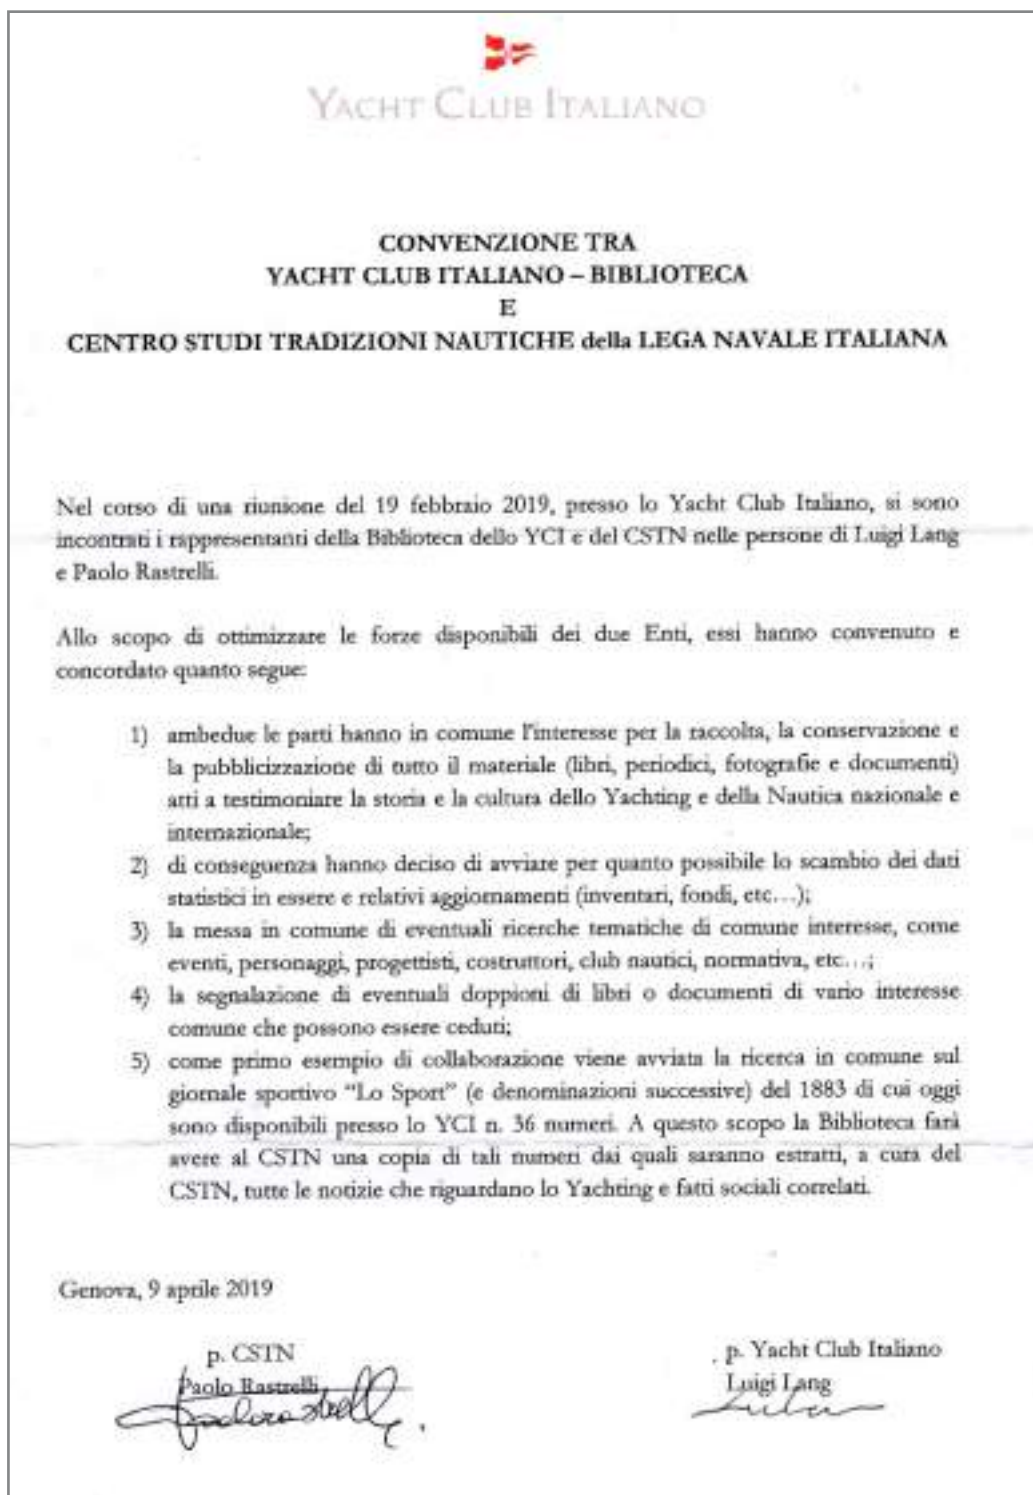 YACHT CLUB ITALIANO
CONVENZIONE TRA
YACHT CLUB ITALIANO – BIBLIOTECA
E
CENTRO STUDI TRADIZIONI NAUTICHE della LEGA NAVALE ITALIANA
Nel corso di una riunione del 19 febbraio 2019, presso lo Yacht Club Italiano, si sono
incontrati i rappresentanti della Biblioteca dello YCI e del CSTN nelle persone di Luigi Lang
e Paolo Rastrelli.
Allo scopo di ottimizzare le forze disponibili dei due Enti, essi hanno convenuto e
concordato quanto segue:
1) ambedue le parti hanno in comune l'interesse per la raccolta, la conservazione e
la pubblicizzazione di tutto il materiale (libri, periodici, fotografie e documenti)
atti a testimoniare la storia e la cultura dello Yachting e della Nautica nazionale e
internazionale;
2) di conseguenza hanno deciso di avviare per quanto possibile lo scambio dei dati
statistici in essere e relativi aggiornamenti (inventari, fondi, etc…);
3) la messa in comune di eventuali ricerche tematiche di comune interesse, come
eventi, personaggi, progettisti, costruttori, club nautici, normativa, etc…;
4) la segnalazione di eventuali doppioni di libri o documenti di vario interesse
comune che possono essere ceduti;
5) come primo esempio di collaborazione viene avviata la ricerca in comune sul
giornale sportivo "Lo Sport" (e denominazioni successive) del 1883 di cui oggi
sono disponibili presso lo YCI n. 36 numeri. A questo scopo la Biblioteca farà
avere al CSTN una copia di tali numeri dai quali saranno estratti, a cura del
CSTN, tutte le notizie che riguardano lo Yachting e fatti sociali correlati.
Genova, 9 aprile 2019
p. CSTN
Paolo Rastrelli
p. Yacht Club Italiano
Luigi Lang